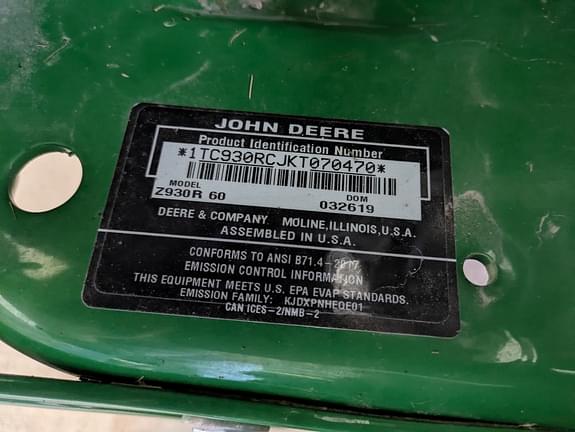 JOHN DEERE
Product Identification Number
*1TC930RCJKT070470*
MODEL DOM
Z930R 60 032619
DEERE & COMPANY MOLINE, ILLINOIS, U.S.A.
ASSEMBLED IN U.S.A.
CONFORMS TO ANSI B71.4-2017
EMISSION CONTROL INFORMATION
THIS EQUIPMENT MEETS U.S. EPA EVAP STANDARDS.
EMISSION FAMILY: KJDXPNHEQE01
CAN ICES-2/NMB-2